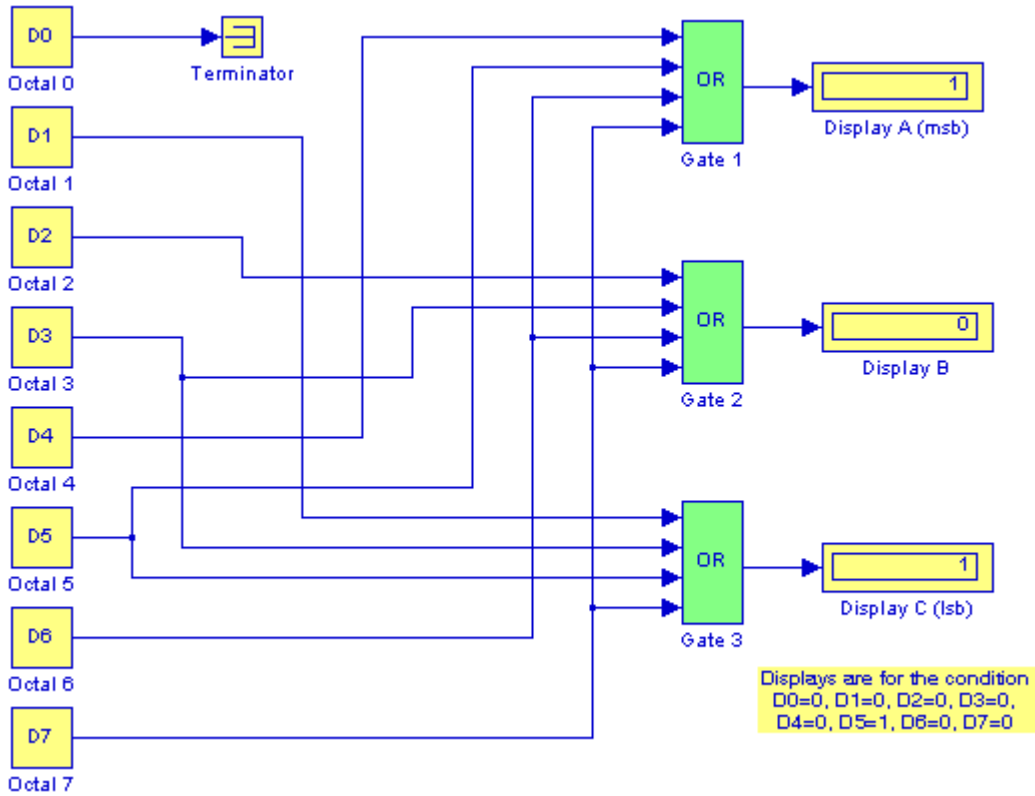 D0
Octal 0
Terminator
D1
Octal 1
D2
Octal 2
D3
Octal 3
D4
Octal 4
D5
Octal 5
D6
Octal 6
D7
Octal 7
OR
Gate 1
1
Display A (msb)
OR
Gate 2
0
Display B
OR
Gate 3
1
Display C (lsb)
Displays are for the condition
D0=0, D1=0, D2=0, D3=0,
D4=0, D5=1, D6=0, D7=0